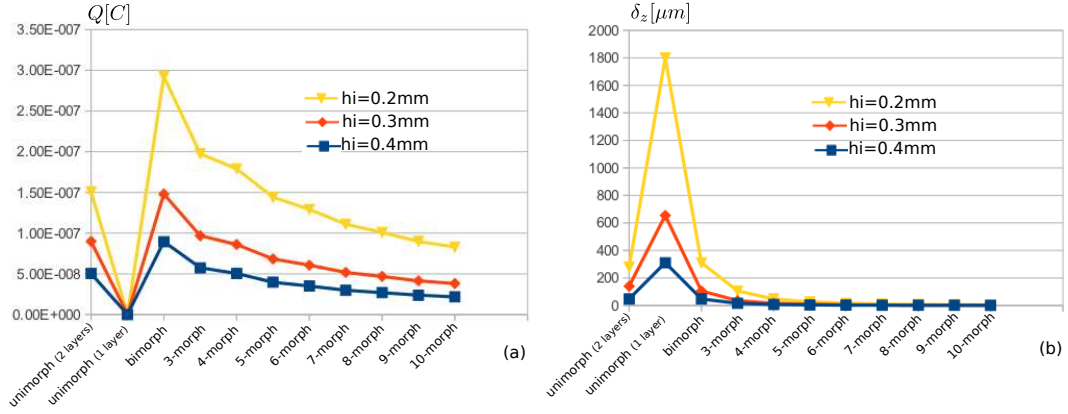 Q[C]
3.50E-007
3.00E-007
2.50E-007
2.00E-007
1.50E-007
1.00E-007
5.00E-008
0.00E+000
hi=0.2mm
hi=0.3mm
hi=0.4mm
unimorph (2 layers)
unimorph (1 layer)
bimorph
3-morph
4-morph
5-morph
6-morph
7-morph
8-morph
9-morph
10-morph
(a)
δz[μm]
2000
1800
1600
1400
1200
1000
800
600
400
200
0
hi=0.2mm
hi=0.3mm
hi=0.4mm
unimorph (2 layers)
unimorph (1 layer)
bimorph
3-morph
4-morph
5-morph
6-morph
7-morph
8-morph
9-morph
10-morph
(b)